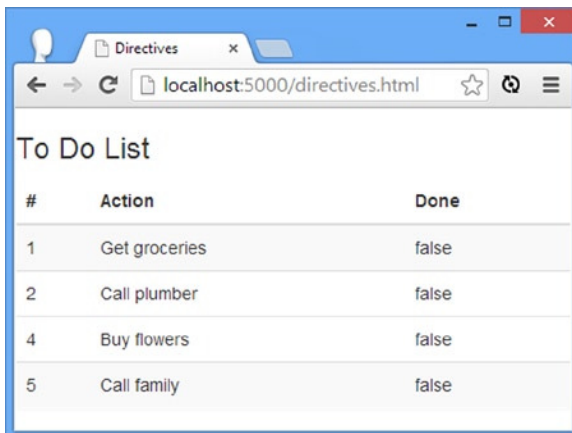 Directives
localhost:5000/directives.html
To Do List
# Action Done
1 Get groceries false
2 Call plumber false
4 Buy flowers false
5 Call family false